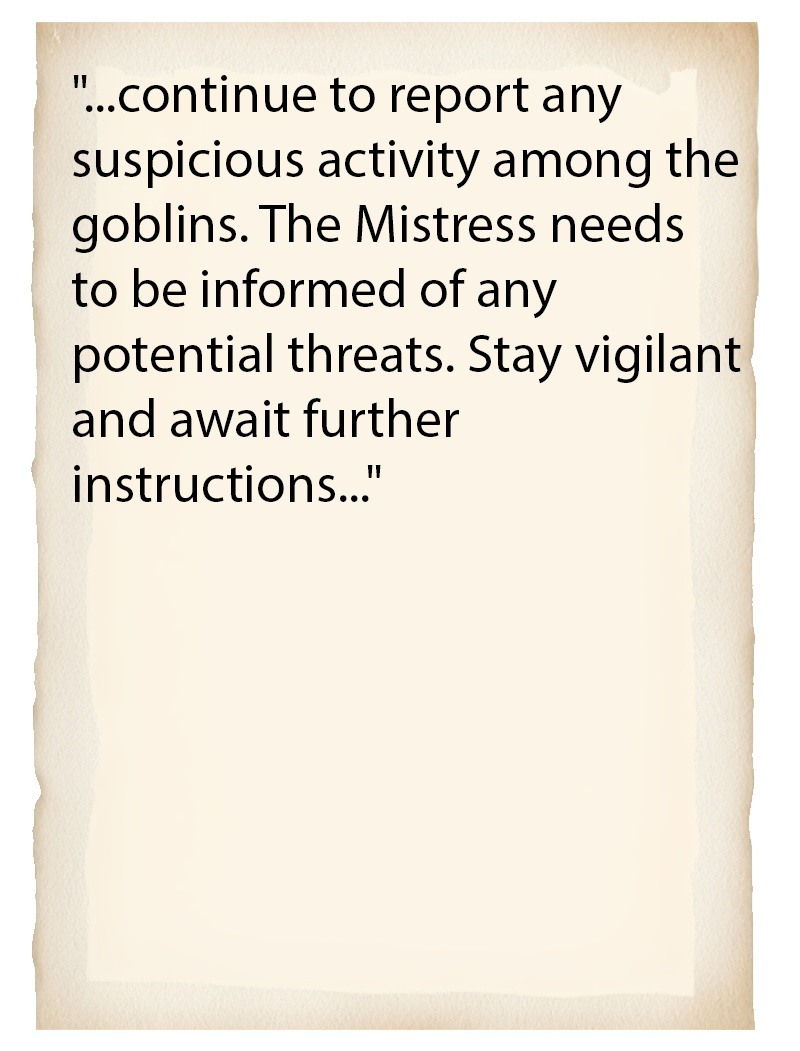 "...continue to report any
suspicious activity among the
goblins. The Mistress needs
to be informed of any
potential threats. Stay vigilant
and await further
instructions..."